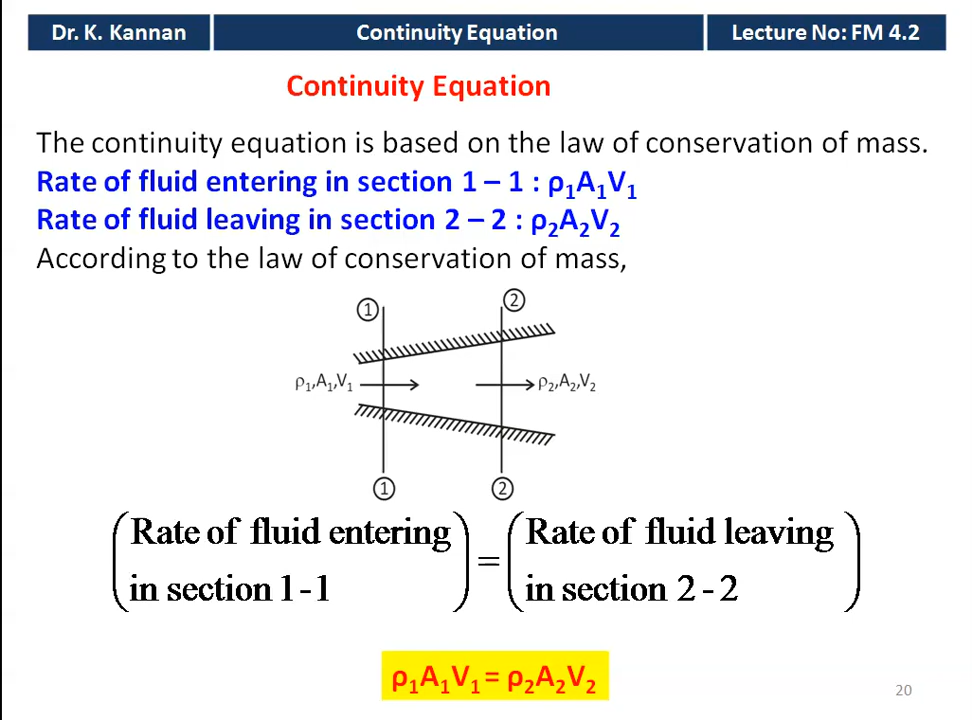 Dr. K. Kannan Continuity Equation Lecture No: FM 4.2
Continuity Equation
The continuity equation is based on the law of conservation of mass.
Rate of fluid entering in section 1 – 1 : ρ₁A₁V₁
Rate of fluid leaving in section 2 – 2 : ρ₂A₂V₂
According to the law of conservation of mass,
① ②
ρ₁,A₁,V₁ ρ₂,A₂,V₂
① ②
(Rate of fluid entering in section 1-1) = (Rate of fluid leaving in section 2-2)
ρ₁A₁V₁ = ρ₂A₂V₂
20